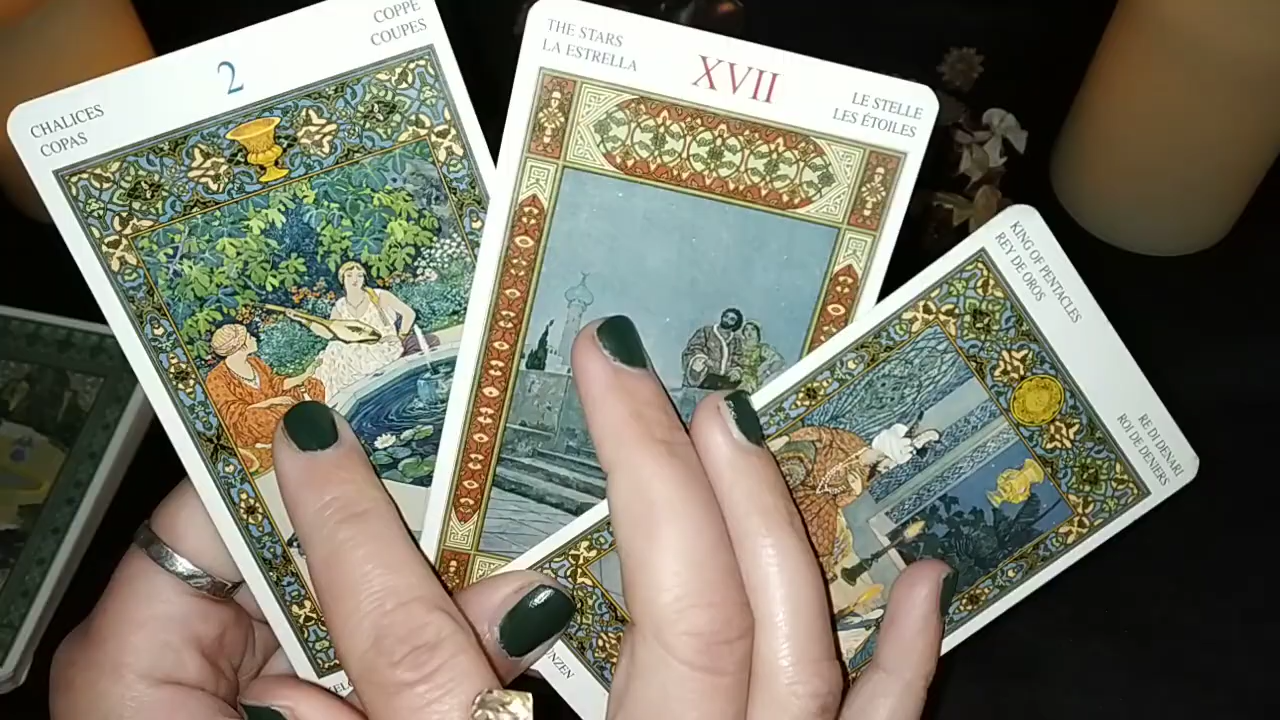 CHALICES
COPAS
2
COPPE
COUPES
THE STARS
LA ESTRELLA
XVII
LE STELLE
LES ÉTOILES
KING OF PENTACLES
REY DE OROS
RE DI DENARI
ROI DE DENIERS